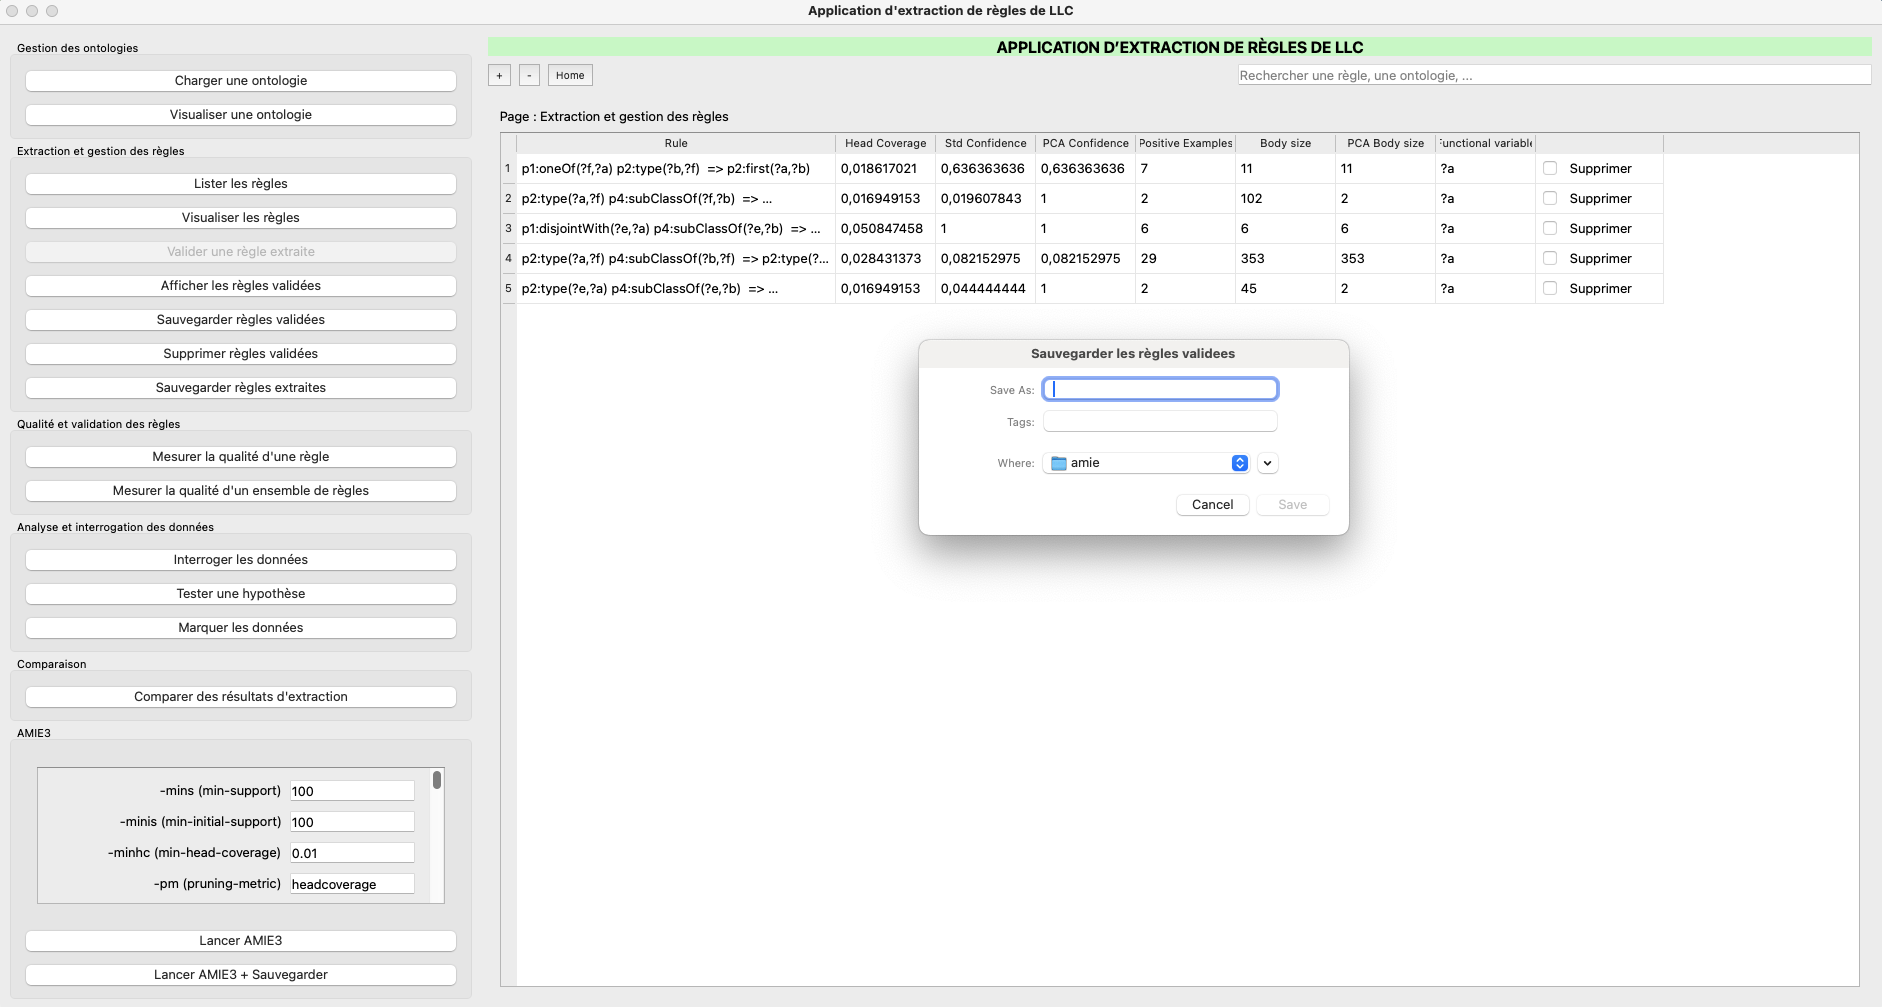 Application d'extraction de règles de LLC
Gestion des ontologies
Charger une ontologie
Visualiser une ontologie
Extraction et gestion des règles
Lister les règles
Visualiser les règles
Valider une règle extraite
Afficher les règles validées
Sauvegarder règles validées
Supprimer règles validées
Sauvegarder règles extraites
Qualité et validation des règles
Mesurer la qualité d'une règle
Mesurer la qualité d'un ensemble de règles
Analyse et interrogation des données
Interroger les données
Tester une hypothèse
Marquer les données
Comparaison
Comparer des résultats d'extraction
AMIE3
-mins (min-support) 100
-minis (min-initial-support) 100
-minhc (min-head-coverage) 0.01
-pm (pruning-metric) headcoverage
Lancer AMIE3
Lancer AMIE3 + Sauvegarder
APPLICATION D’EXTRACTION DE RÈGLES DE LLC
+ - Home Rechercher une règle, une ontologie, ...
Page : Extraction et gestion des règles
Rule Head Coverage Std Confidence PCA Confidence Positive Examples Body size PCA Body size
1 p1:oneOf(?f,?a) p2:type(?b,?f) => p2:first(?a,?b) 0,018617021 0,636363636 0,636363636 7 11 11 ?a Supprimer
2 p2:type(?a,?f) p4:subClassOf(?f,?b) => ... 0,016949153 0,019607843 1 2 102 2 ?a Supprimer
3 p1:disjointWith(?e,?a) p4:subClassOf(?e,?b) => ... 0,050847458 1 1 6 6 6 ?a Supprimer
4 p2:type(?a,?f) p4:subClassOf(?b,?f) => p2:type(?... 0,028431373 0,082152975 0,082152975 29 353 353 ?a Supprimer
5 p2:type(?e,?a) p4:subClassOf(?e,?b) => ... 0,016949153 0,044444444 1 2 45 2 ?a Supprimer
Sauvegarder les règles validees
Save As:
Tags:
Where: amie
Cancel Save